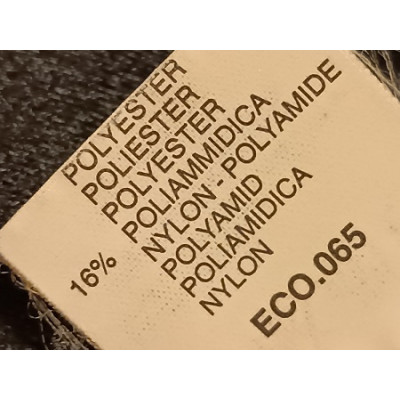 POLYESTER
POLIESTER
POLYESTER
16% POLIAMMIDICA
NYLON - POLYAMIDE
POLYAMID
POLIAMIDICA
NYLON
ECO.065